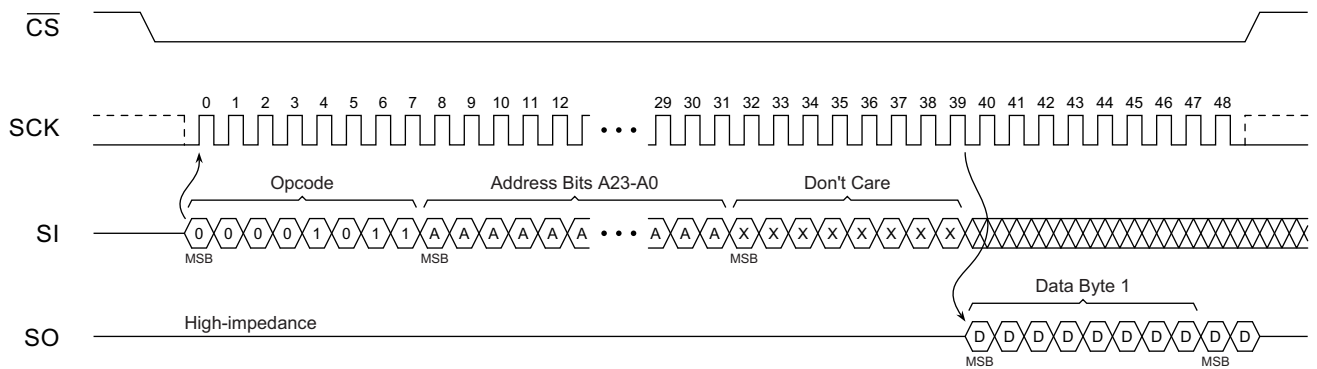 CS
0 1 2 3 4 5 6 7 8 9 10 11 12 29 30 31 32 33 34 35 36 37 38 39 40 41 42 43 44 45 46 47 48
SCK •••
Opcode Address Bits A23-A0 Don't Care
SI 0 0 0 0 1 0 1 1 A A A A A A ••• A A A X X X X X X X X
MSB MSB MSB
Data Byte 1
High-impedance
SO D D D D D D D D D D
MSB MSB